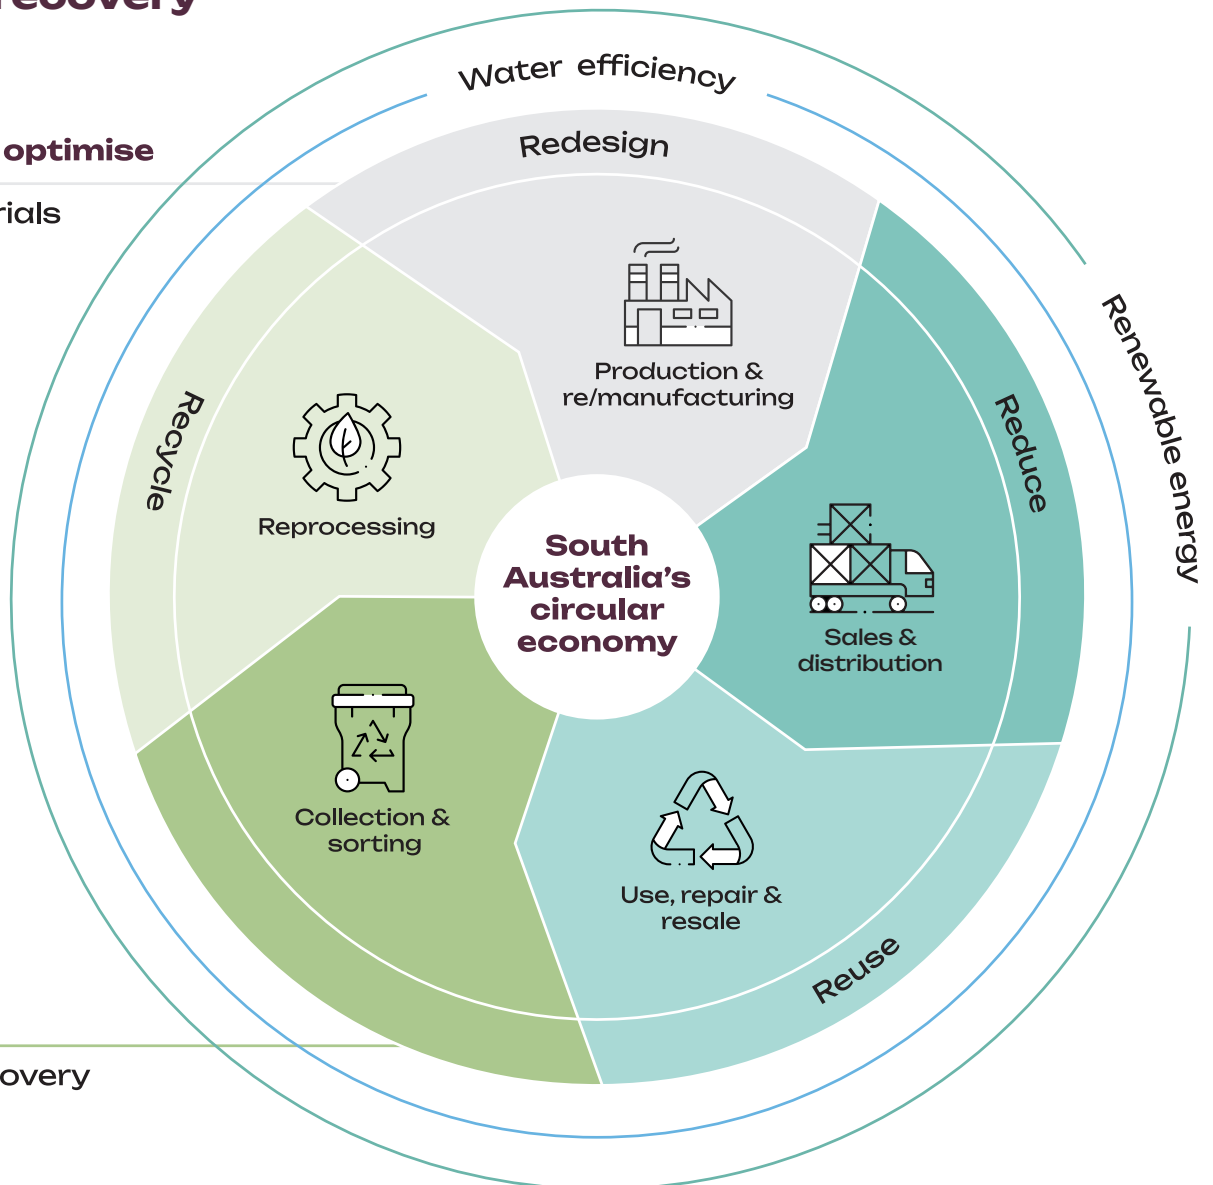 recovery
Water efficiency
Redesign
optimise
rials
Renewable energy
Production &
re/manufacturing
Recycle
Reduce
Reprocessing
South
Australia’s
circular
economy
Sales &
distribution
Collection &
sorting
Use, repair &
resale
Reuse
overy